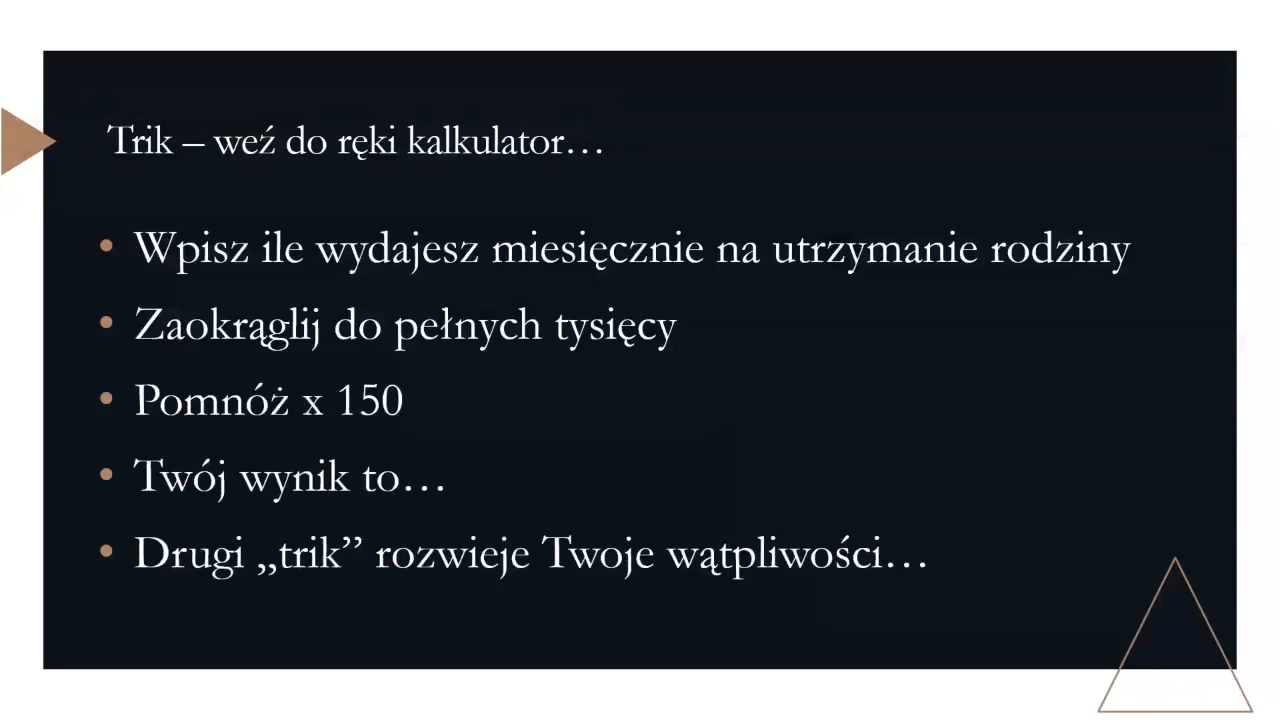 Trik – weź do ręki kalkulator…
• Wpisz ile wydajesz miesięcznie na utrzymanie rodziny
• Zaokrąglij do pełnych tysięcy
• Pomnóż x 150
• Twój wynik to…
• Drugi „trik” rozwieje Twoje wątpliwości…